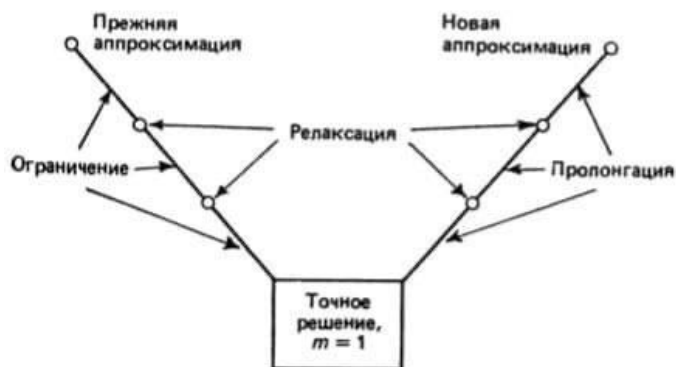 Прежняя
аппроксимация
Новая
аппроксимация
Релаксация
Ограничение
Пролонгация
Точное
решение,
m = 1